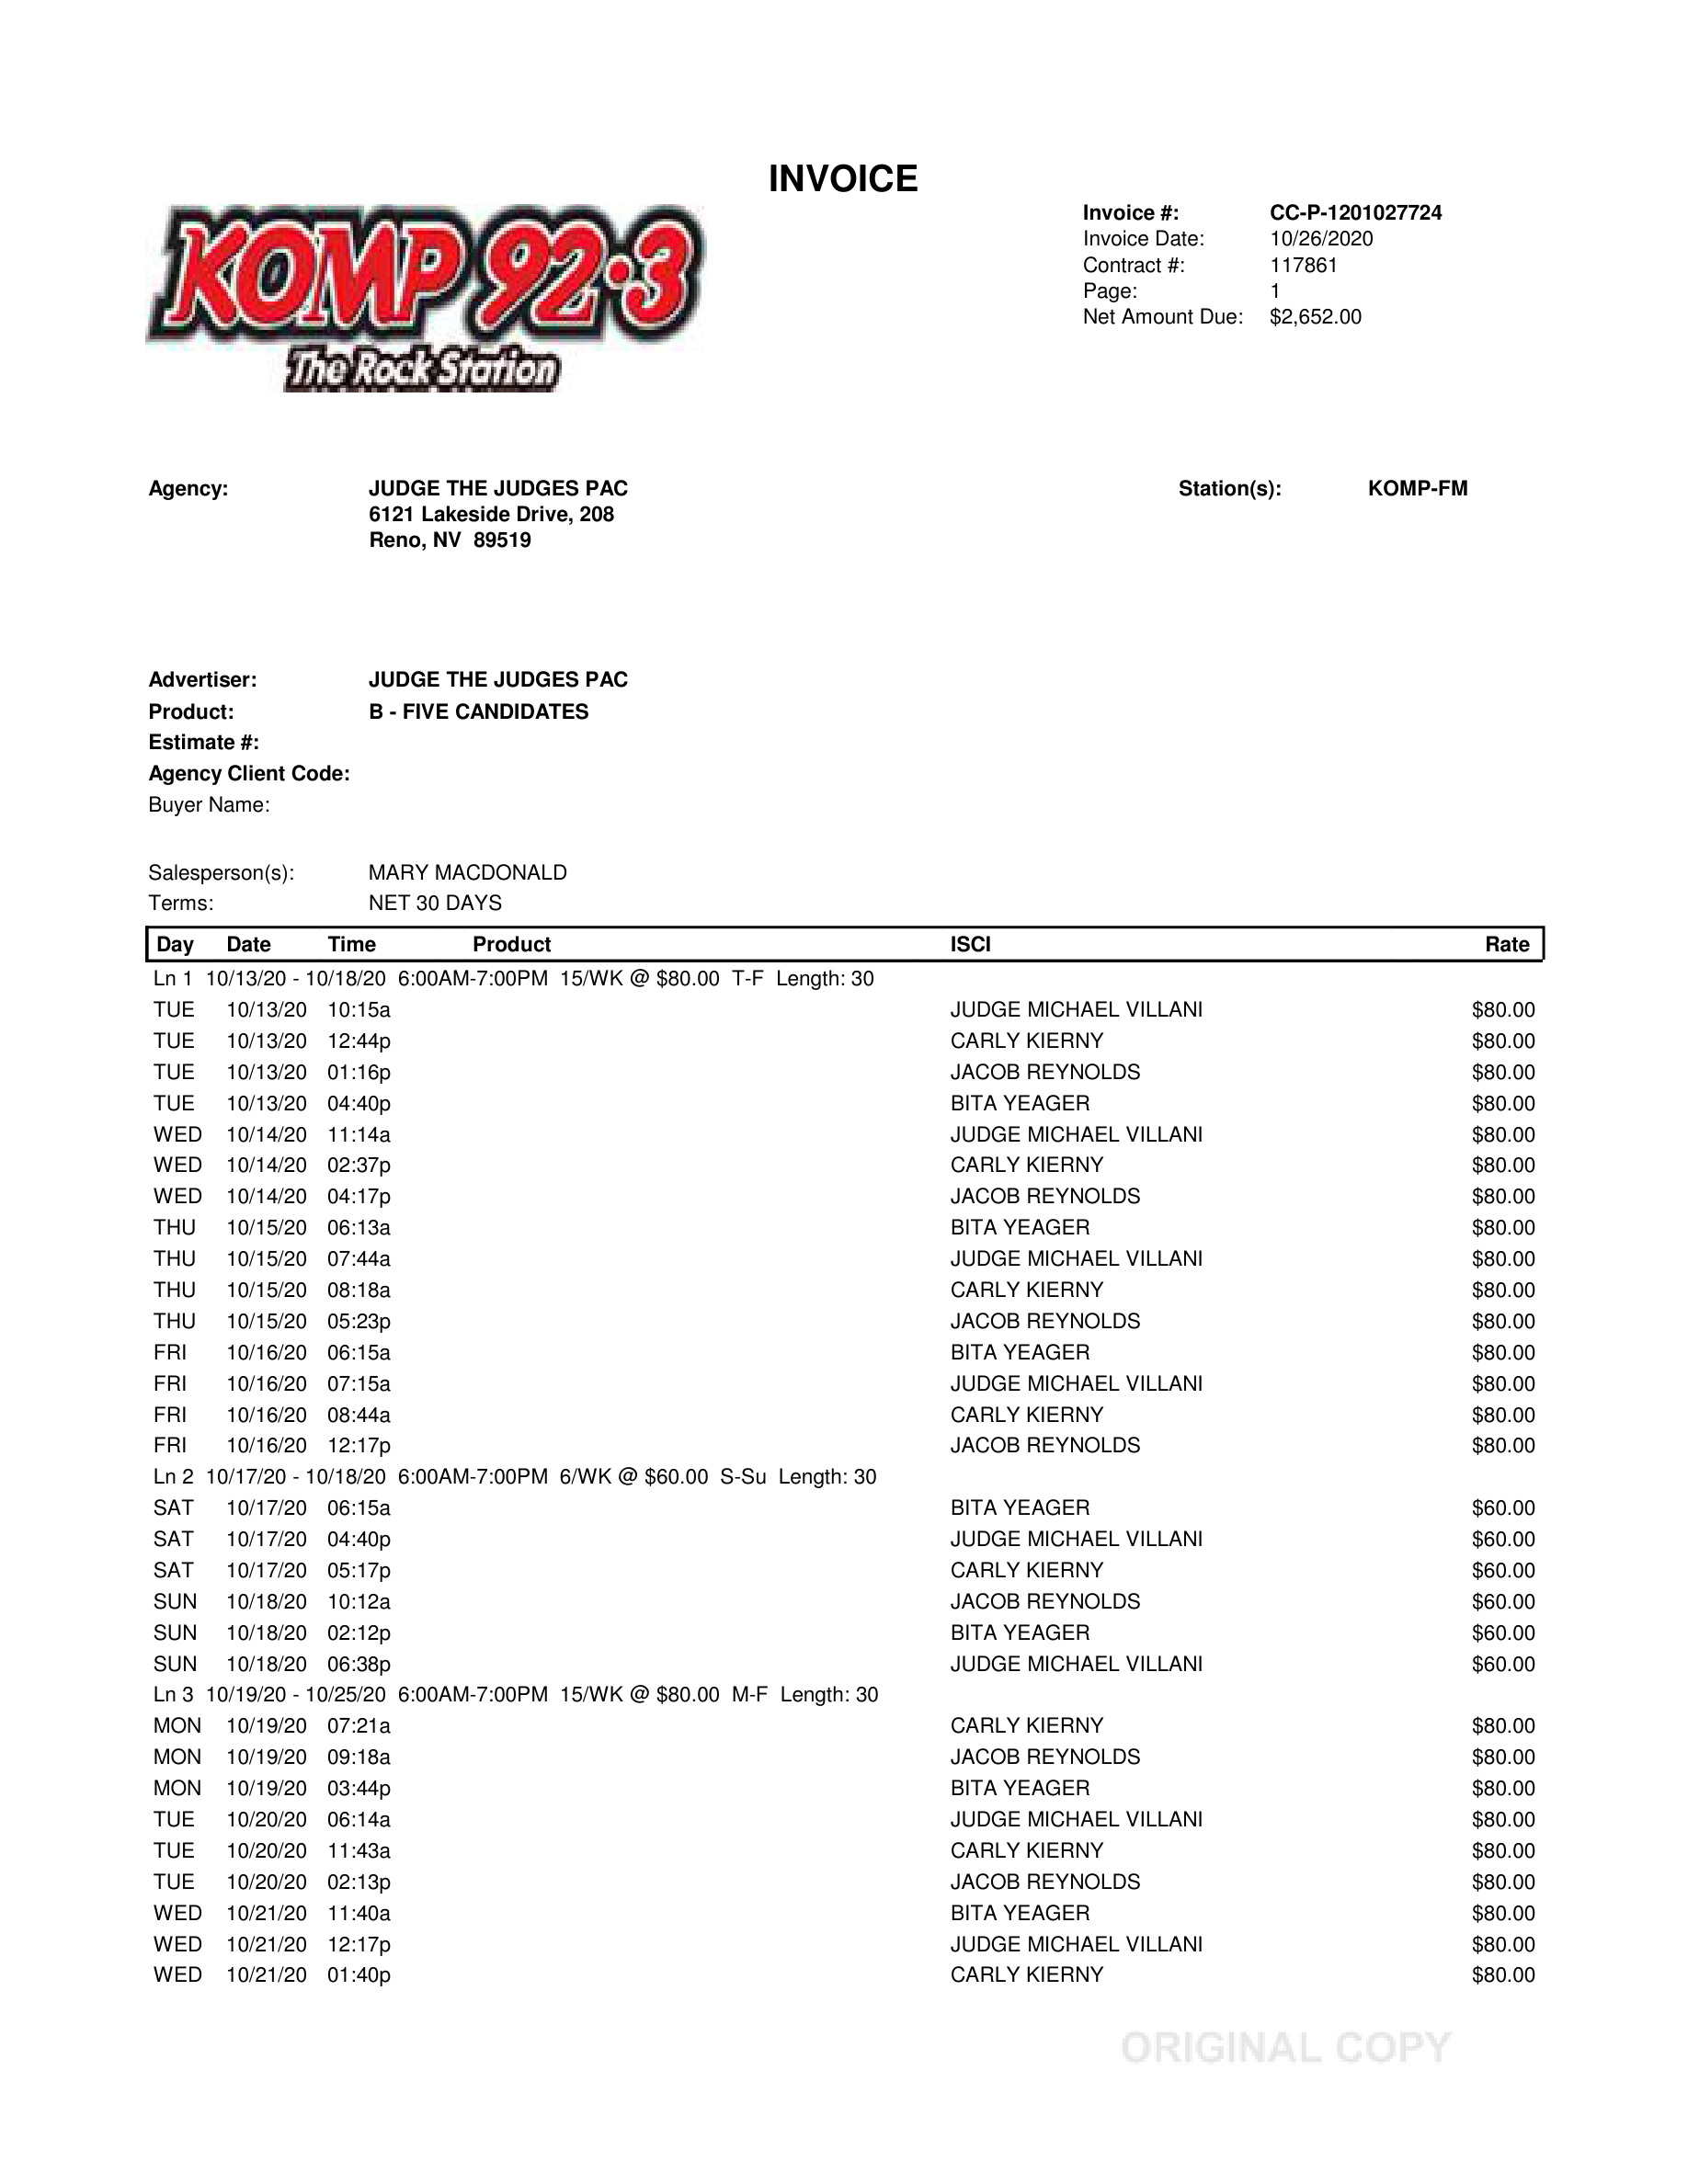 INVOICE
KOMP 92.3
The Rock Station
Invoice #: CC-P-1201027724
Invoice Date: 10/26/2020
Contract #: 117861
Page: 1
Net Amount Due: $2,652.00
Agency: JUDGE THE JUDGES PAC Station(s): KOMP-FM
6121 Lakeside Drive, 208
Reno, NV 89519
Advertiser: JUDGE THE JUDGES PAC
Product: B - FIVE CANDIDATES
Estimate #:
Agency Client Code:
Buyer Name:
Salesperson(s): MARY MACDONALD
Terms: NET 30 DAYS
Day Date Time Product ISCI Rate
Ln 1 10/13/20 - 10/18/20 6:00AM-7:00PM 15/WK @ $80.00 T-F Length: 30
TUE 10/13/20 10:15a JUDGE MICHAEL VILLANI $80.00
TUE 10/13/20 12:44p CARLY KIERNY $80.00
TUE 10/13/20 01:16p JACOB REYNOLDS $80.00
TUE 10/13/20 04:40p BITA YEAGER $80.00
WED 10/14/20 11:14a JUDGE MICHAEL VILLANI $80.00
WED 10/14/20 02:37p CARLY KIERNY $80.00
WED 10/14/20 04:17p JACOB REYNOLDS $80.00
THU 10/15/20 06:13a BITA YEAGER $80.00
THU 10/15/20 07:44a JUDGE MICHAEL VILLANI $80.00
THU 10/15/20 08:18a CARLY KIERNY $80.00
THU 10/15/20 05:23p JACOB REYNOLDS $80.00
FRI 10/16/20 06:15a BITA YEAGER $80.00
FRI 10/16/20 07:15a JUDGE MICHAEL VILLANI $80.00
FRI 10/16/20 08:44a CARLY KIERNY $80.00
FRI 10/16/20 12:17p JACOB REYNOLDS $80.00
Ln 2 10/17/20 - 10/18/20 6:00AM-7:00PM 6/WK @ $60.00 S-Su Length: 30
SAT 10/17/20 06:15a BITA YEAGER $60.00
SAT 10/17/20 04:40p JUDGE MICHAEL VILLANI $60.00
SAT 10/17/20 05:17p CARLY KIERNY $60.00
SUN 10/18/20 10:12a JACOB REYNOLDS $60.00
SUN 10/18/20 02:12p BITA YEAGER $60.00
SUN 10/18/20 06:38p JUDGE MICHAEL VILLANI $60.00
Ln 3 10/19/20 - 10/25/20 6:00AM-7:00PM 15/WK @ $80.00 M-F Length: 30
MON 10/19/20 07:21a CARLY KIERNY $80.00
MON 10/19/20 09:18a JACOB REYNOLDS $80.00
MON 10/19/20 03:44p BITA YEAGER $80.00
TUE 10/20/20 06:14a JUDGE MICHAEL VILLANI $80.00
TUE 10/20/20 11:43a CARLY KIERNY $80.00
TUE 10/20/20 02:13p JACOB REYNOLDS $80.00
WED 10/21/20 11:40a BITA YEAGER $80.00
WED 10/21/20 12:17p JUDGE MICHAEL VILLANI $80.00
WED 10/21/20 01:40p CARLY KIERNY $80.00
ORIGINAL COPY